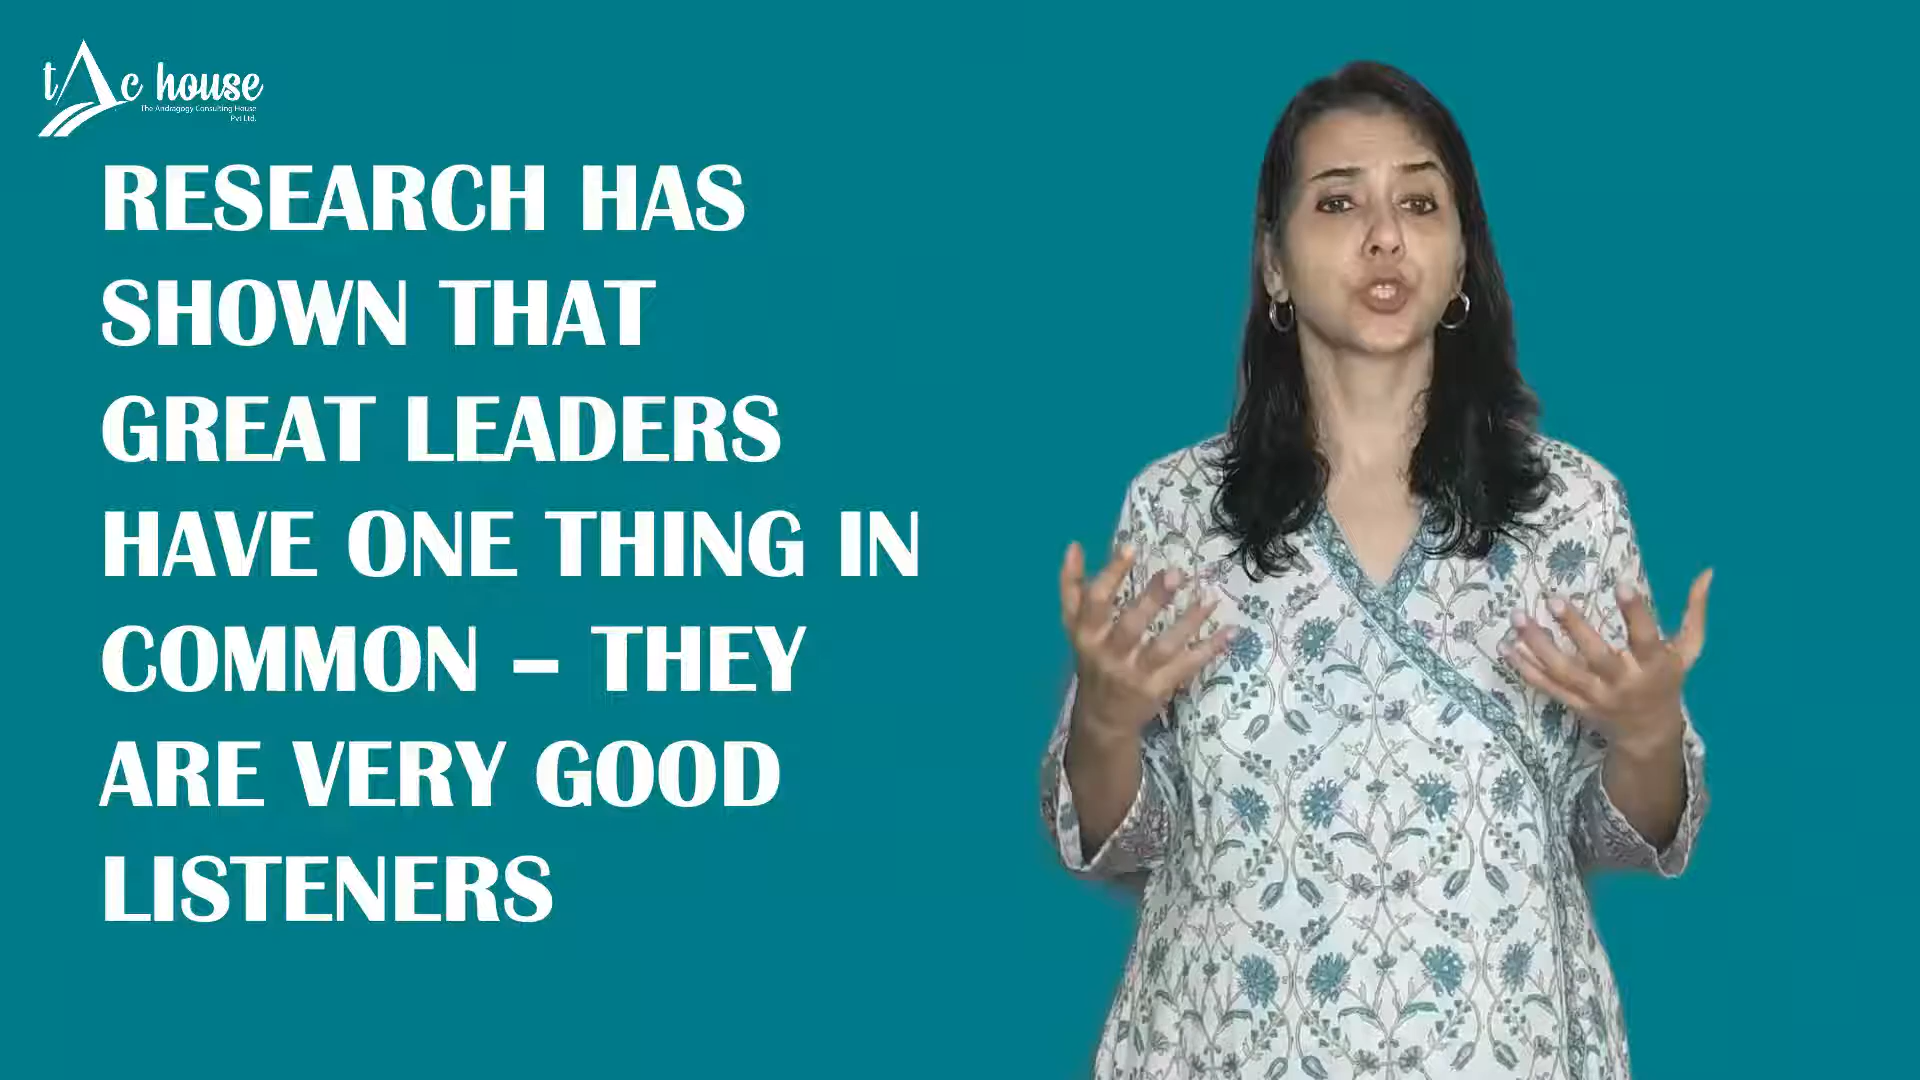 tAc house
The Andragogy Consulting House
Pvt Ltd.
RESEARCH HAS
SHOWN THAT
GREAT LEADERS
HAVE ONE THING IN
COMMON – THEY
ARE VERY GOOD
LISTENERS